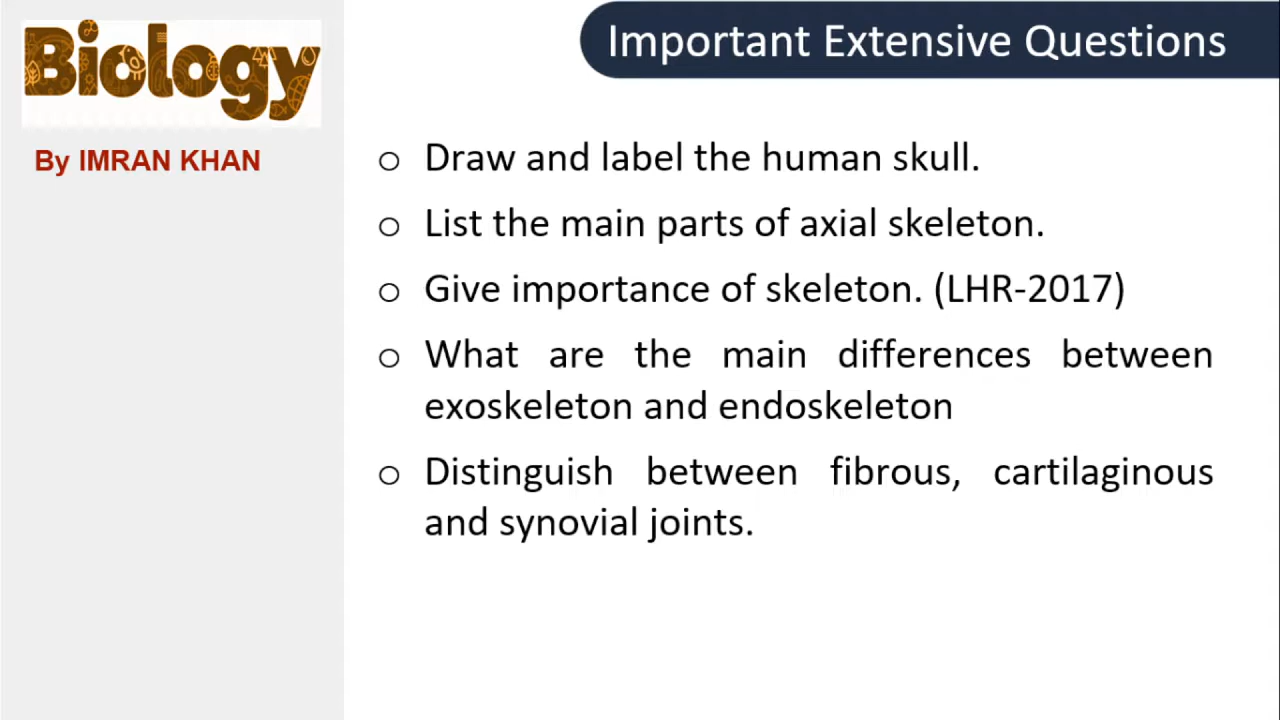 Biology
By IMRAN KHAN
Important Extensive Questions
o Draw and label the human skull.
o List the main parts of axial skeleton.
o Give importance of skeleton. (LHR-2017)
o What are the main differences between
exoskeleton and endoskeleton
o Distinguish between fibrous, cartilaginous
and synovial joints.